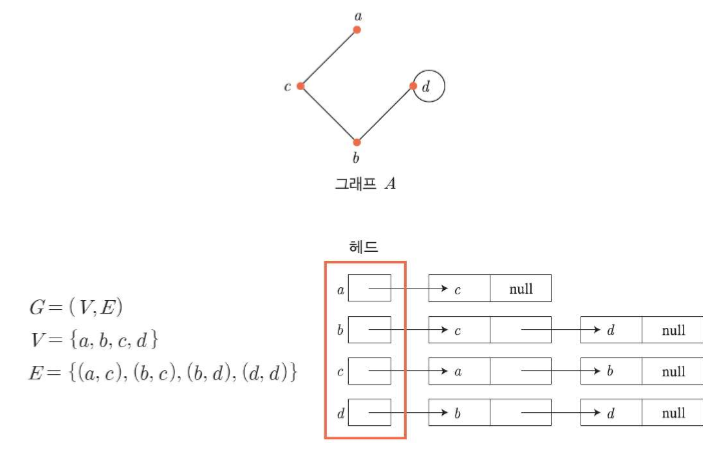 a
c
d
b
그래프 A
헤드
G = (V, E)
V = {a, b, c, d}
E = {(a, c), (b, c), (b, d), (d, d)}
a c null
b c d null
c a b null
d b d null